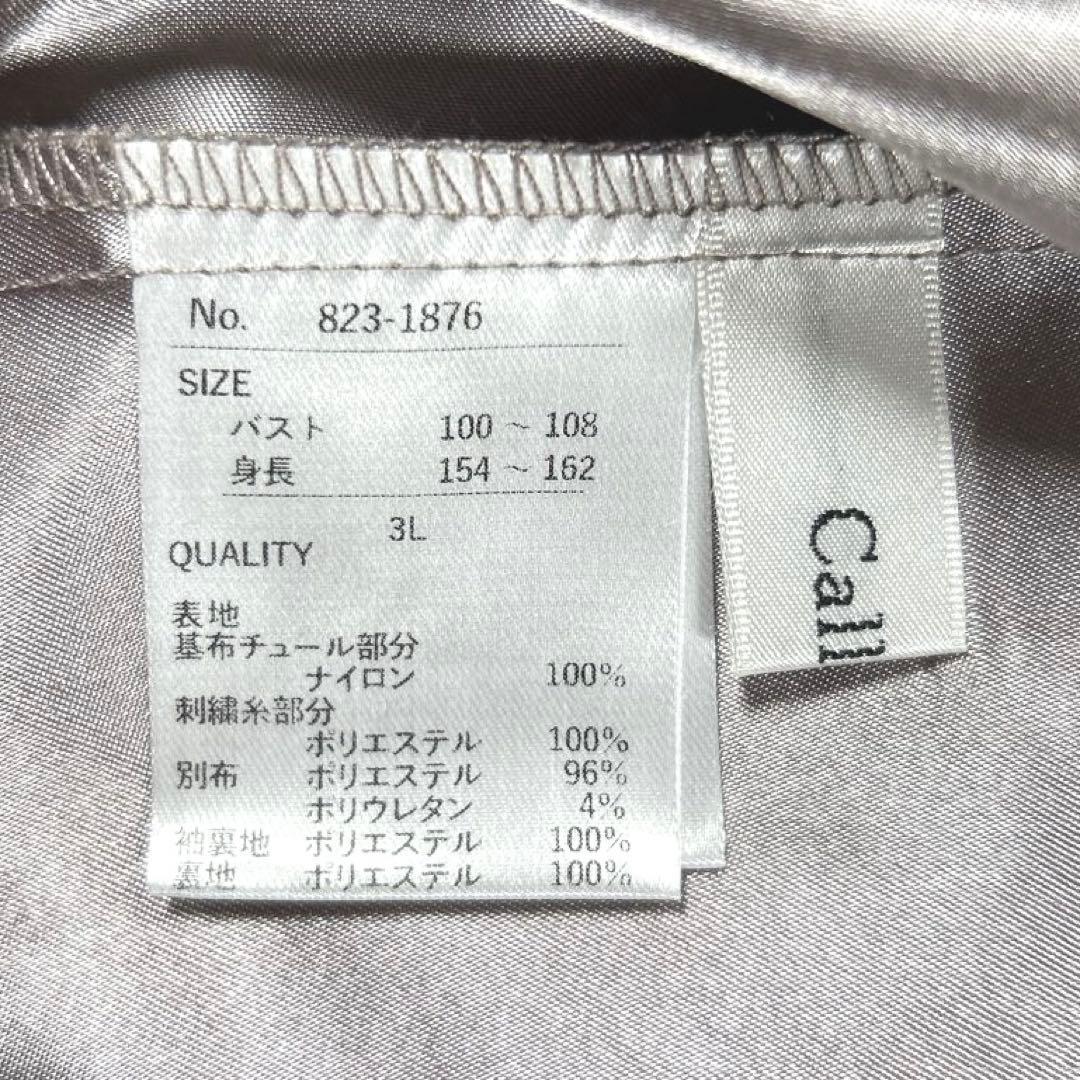 No. 823-1876
SIZE
バスト 100 ~ 108
身長 154 ~ 162
3L
QUALITY
表地
基布チュール部分
ナイロン 100%
刺繍糸部分
ポリエステル 100%
別布 ポリエステル 96%
ポリウレタン 4%
袖裏地 ポリエステル 100%
裏地 ポリエステル 100%